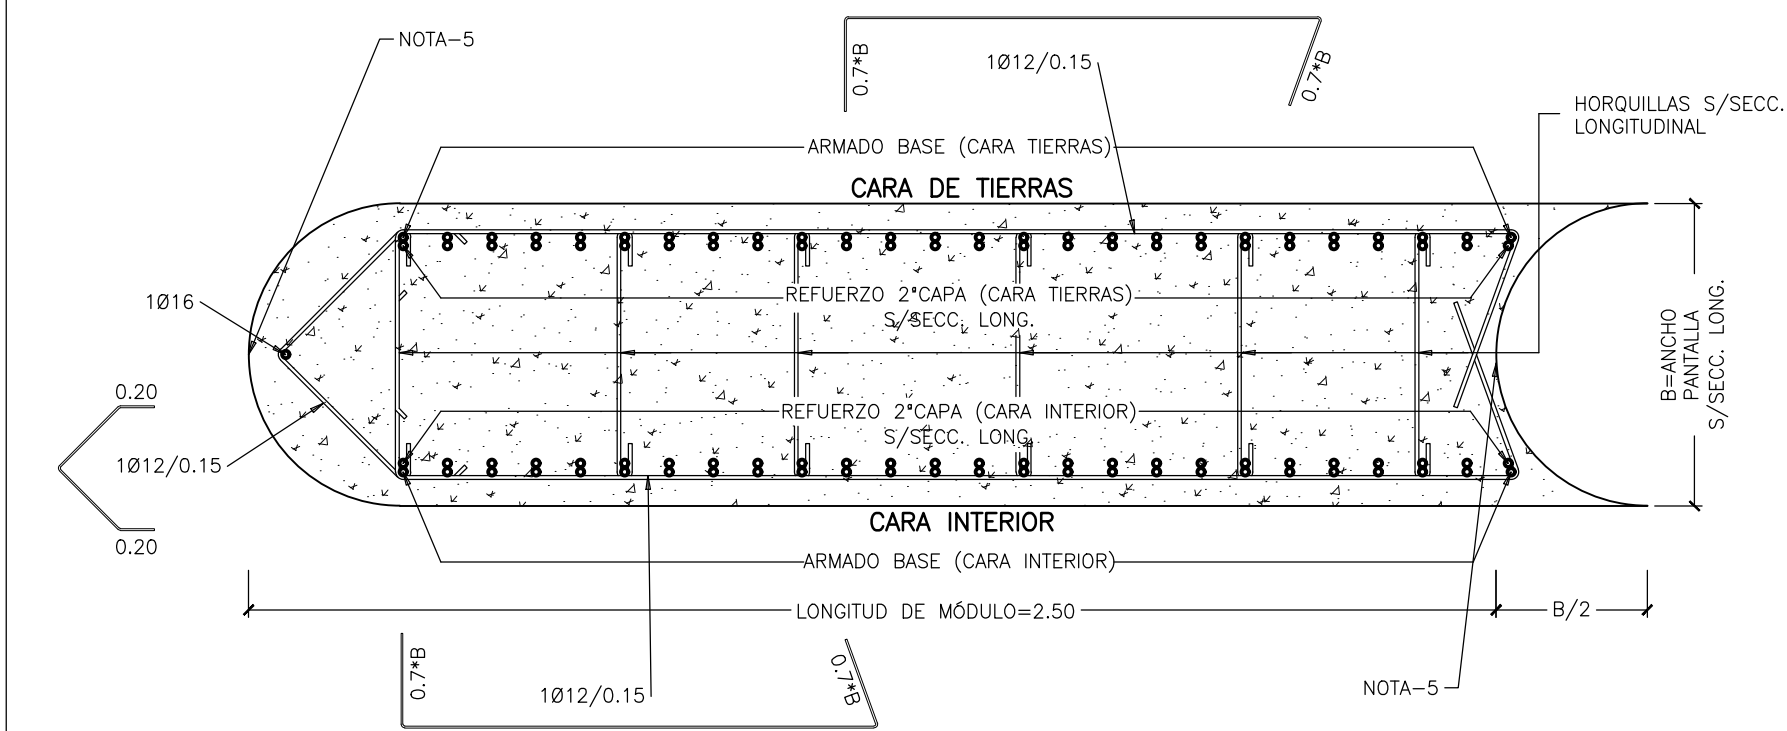 NOTA-5
0.7*B
1Ø12/0.15
0.7*B
HORQUILLAS S/SECC.
LONGITUDINAL
ARMADO BASE (CARA TIERRAS)
CARA DE TIERRAS
1Ø16
REFUERZO 2ªCAPA (CARA TIERRAS)
S/SECC. LONG.
B=ANCHO
PANTALLA
S/SECC. LONG.
0.20
REFUERZO 2ªCAPA (CARA INTERIOR)
S/SECC. LONG.
1Ø12/0.15
0.20
CARA INTERIOR
ARMADO BASE (CARA INTERIOR)
LONGITUD DE MÓDULO=2.50
B/2
0.7*B
1Ø12/0.15
0.7*B
NOTA-5